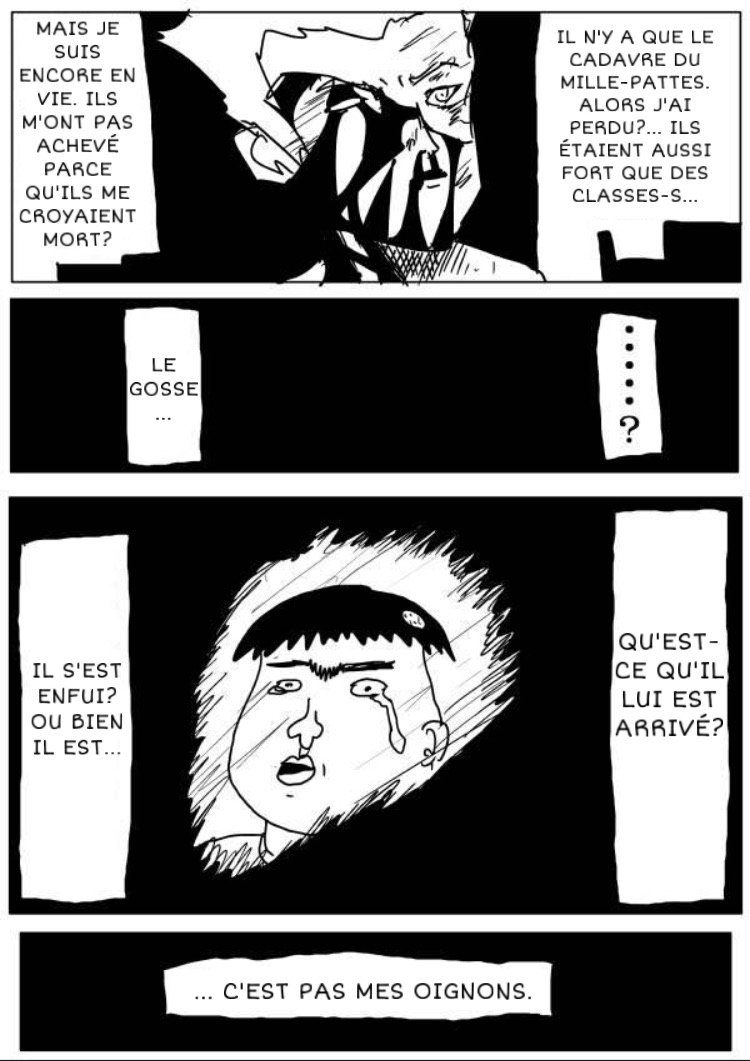 IL N'Y A QUE LE
CADAVRE DU
MILLE-PATTES.
ALORS J'AI
PERDU?... ILS
ÉTAIENT AUSSI
FORT QUE DES
CLASSES-S...
MAIS JE
SUIS
ENCORE EN
VIE. ILS
M'ONT PAS
ACHEVÉ
PARCE
QU'ILS ME
CROYAIENT
MORT?
......?
LE
GOSSE
...
QU'EST-
CE QU'IL
LUI EST
ARRIVÉ?
IL S'EST
ENFUI?
OU BIEN
IL EST...
... C'EST PAS MES OIGNONS.